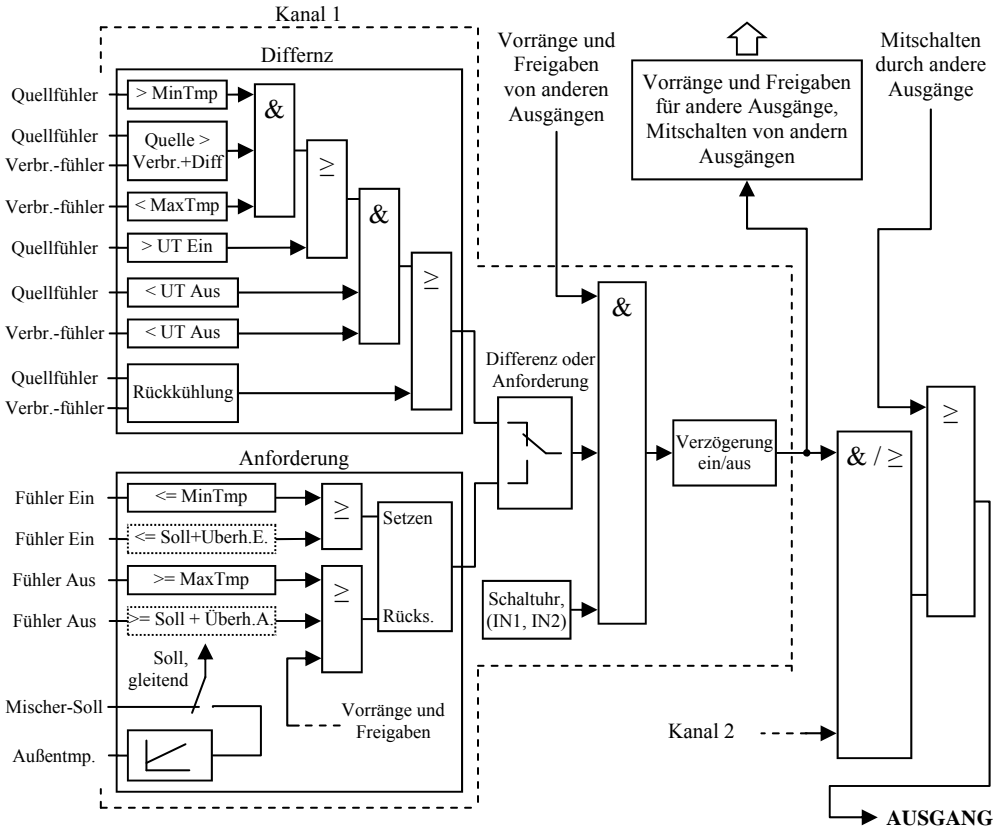 Kanal 1
Differnz
Quellfühler
> MinTmp
&
Quellfühler
Verbr.-fühler
Quelle >
Verbr.+Diff
≥
Verbr.-fühler
< MaxTmp
&
Quellfühler
> UT Ein
≥
Quellfühler
< UT Aus
Verbr.-fühler
< UT Aus
Quellfühler
Verbr.-fühler
Rückkühlung
Vorränge und
Freigaben
von anderen
Ausgängen
Vorränge und Freigaben
für andere Ausgänge,
Mitschalten von andern
Ausgängen
Mitschalten
durch andere
Ausgänge
&
Differenz oder
Anforderung
Verzögerung
ein/aus
& / ≥
≥
Schaltuhr,
(IN1, IN2)
Anforderung
Fühler Ein
<= MinTmp
≥
Setzen
Fühler Ein
<= Soll+Uberh.E.
Fühler Aus
>= MaxTmp
≥
Fühler Aus
>= Soll + Überh.A.
Rücks.
Soll,
gleitend
Mischer-Soll
Vorränge und
Freigaben
Außentmp.
Kanal 2
AUSGANG